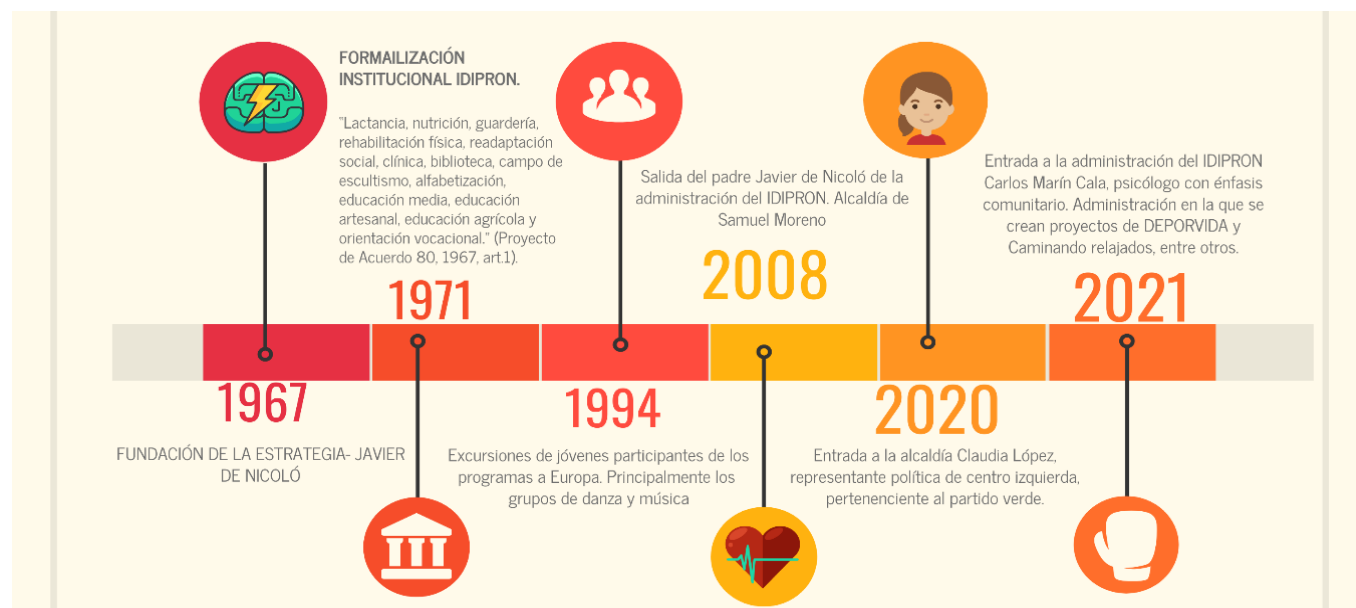 1967
FUNDACIÓN DE LA ESTRATEGIA- JAVIER
DE NICOLÓ
FORMAILIZACIÓN
INSTITUCIONAL IDIPRON.
"Lactancia, nutrición, guardería,
rehabilitación física, readaptación
social, clínica, biblioteca, campo de
escultismo, alfabetización,
educación media, educación
artesanal, educación agrícola y
orientación vocacional." (Proyecto
de Acuerdo 80, 1967, art.1).
1971
1994
Excursiones de jóvenes participantes de los
programas a Europa. Principalmente los
grupos de danza y música
Salida del padre Javier de Nicoló de la
administración del IDIPRON. Alcaldía de
Samuel Moreno
2008
2020
Entrada a la alcaldía Claudia López,
representante política de centro izquierda,
pertenenciente al partido verde.
Entrada a la administración del IDIPRON
Carlos Marín Cala, psicólogo con énfasis
comunitario. Administración en la que se
crean proyectos de DEPORVIDA y
Caminando relajados, entre otros.
2021